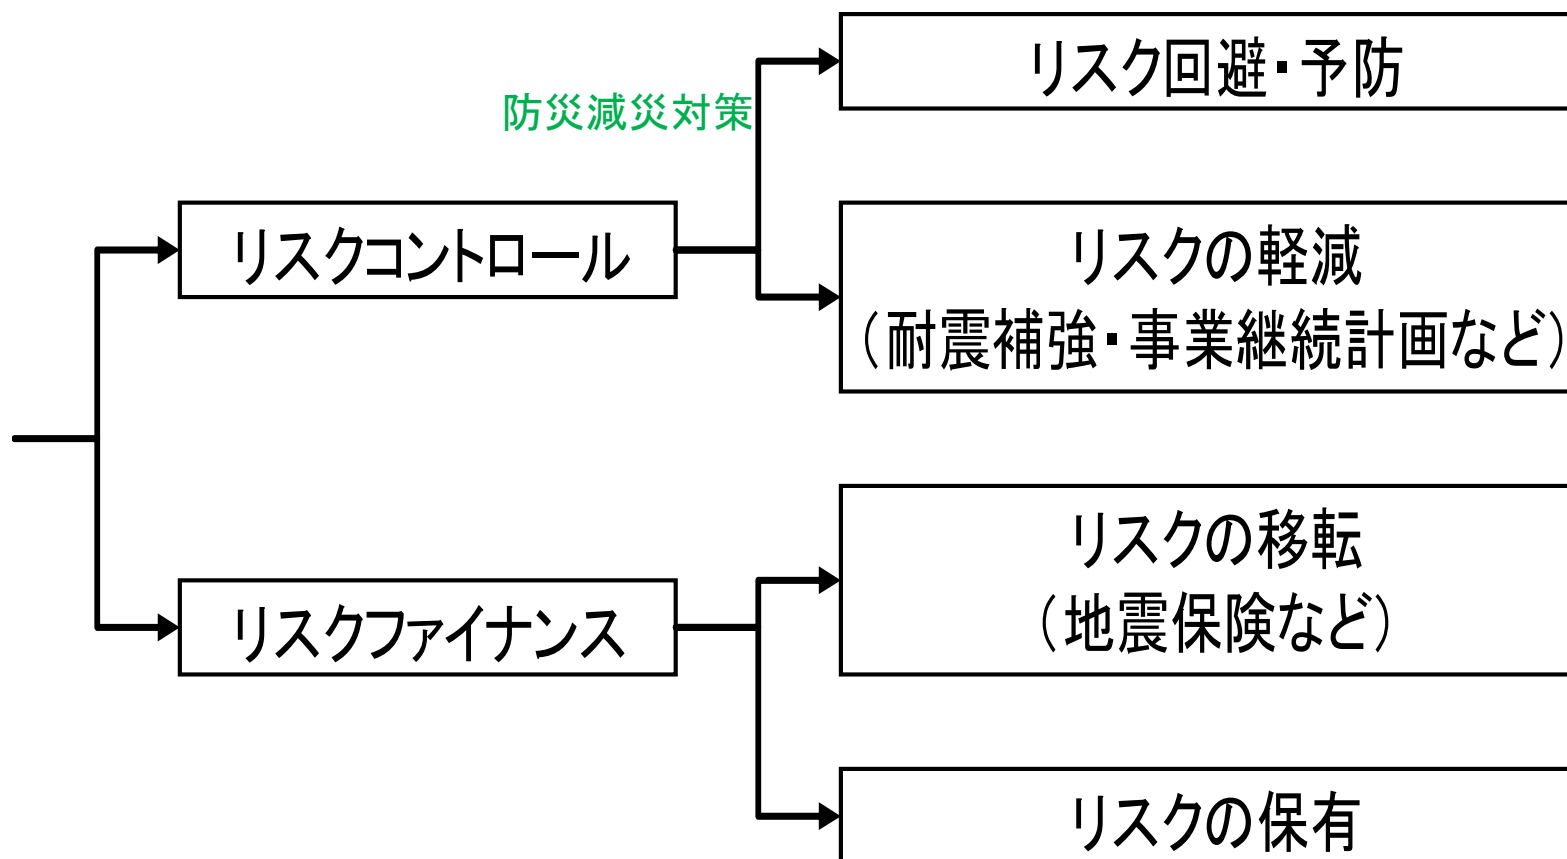 リスク回避・予防
防災減災対策
リスクコントロール
リスクの軽減
（耐震補強・事業継続計画など）
リスクの移転
（地震保険など）
リスクファイナンス
リスクの保有